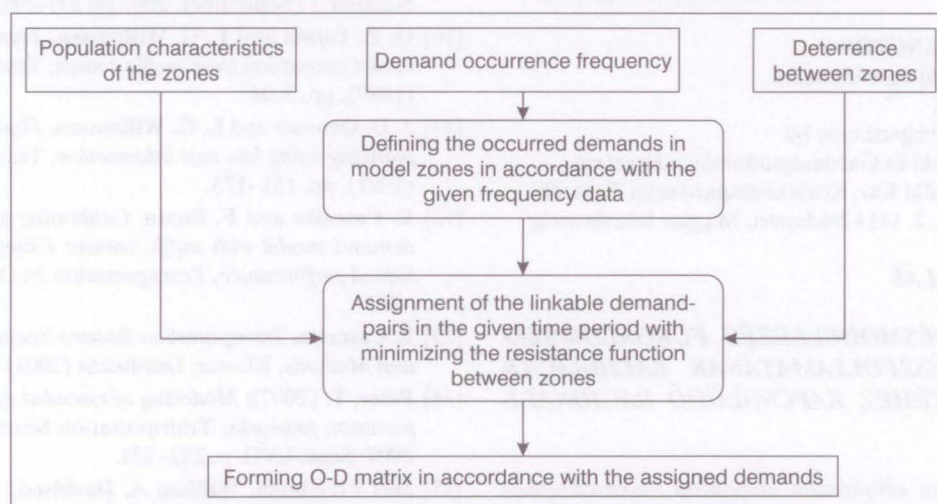 Population characteristics
of the zones
Demand occurrence frequency
Deterrence
between zones
Defining the occurred demands in
model zones in accordance with the
given frequency data
Assignment of the linkable demand-
pairs in the given time period with
minimizing the resistance function
between zones
Forming O-D matrix in accordance with the assigned demands